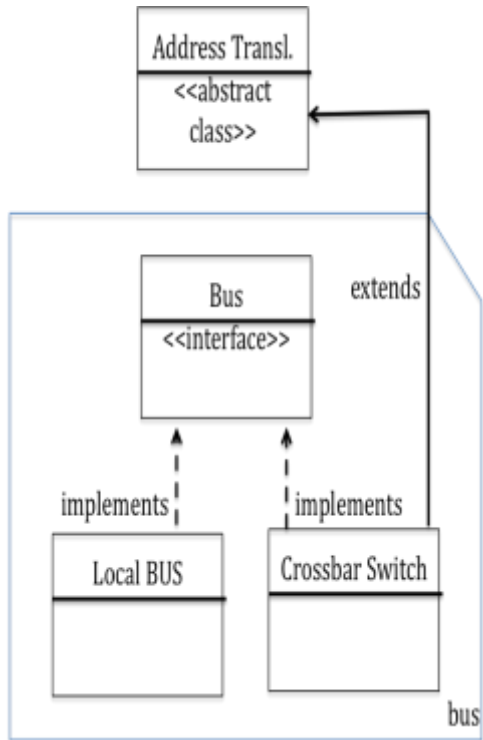 Address Transl.
<<abstract
class>>
extends
Bus
<<interface>>
implements
implements
Local BUS
Crossbar Switch
bus